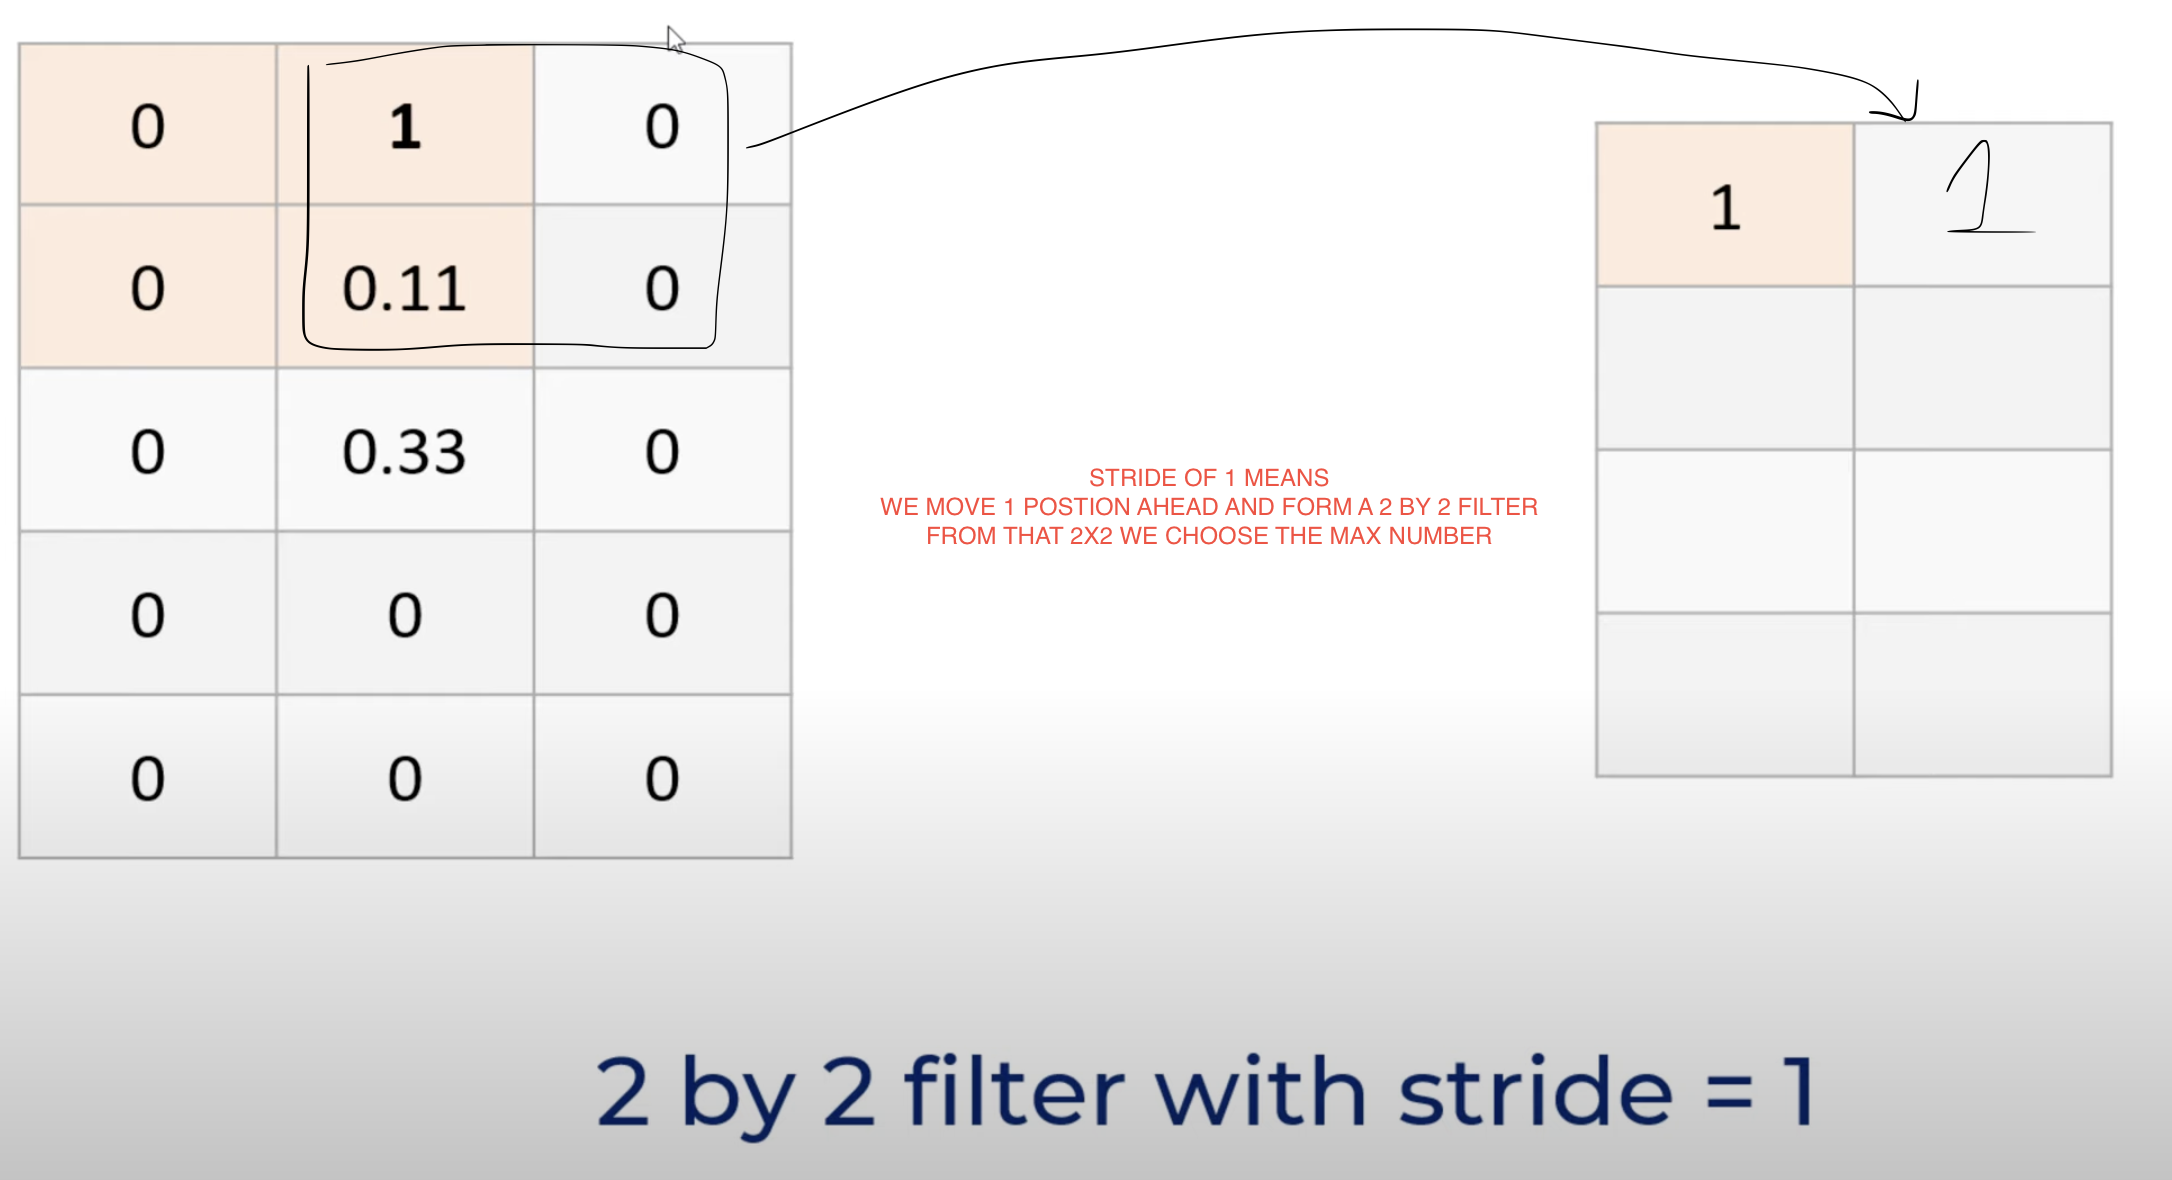 0 1 0
1 1
0 0.11 0
0 0.33 0
STRIDE OF 1 MEANS
WE MOVE 1 POSTION AHEAD AND FORM A 2 BY 2 FILTER
FROM THAT 2X2 WE CHOOSE THE MAX NUMBER
0 0 0
0 0 0
2 by 2 filter with stride = 1